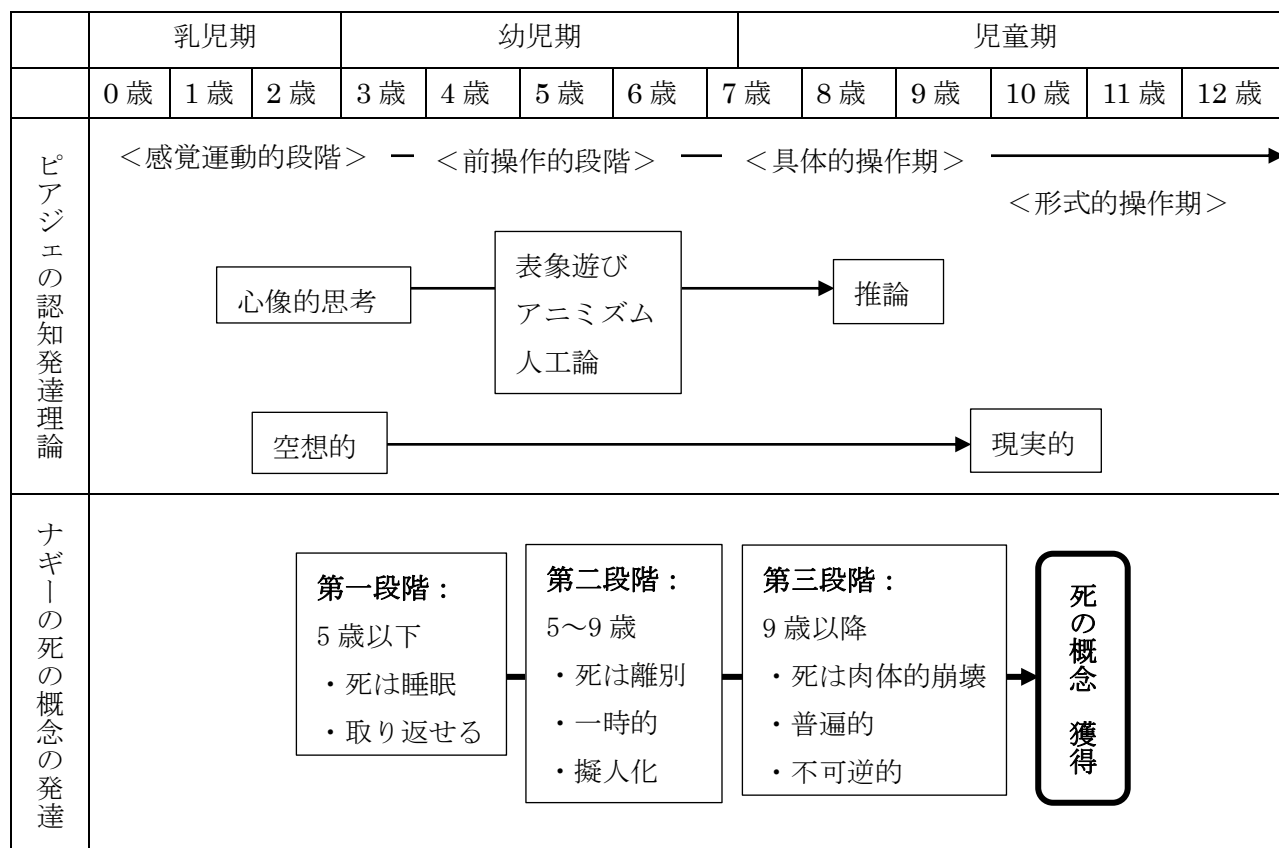 乳児期 幼児期 児童期
0歳 1歳 2歳 3歳 4歳 5歳 6歳 7歳 8歳 9歳 10歳 11歳 12歳
ピアジェの認知発達理論
＜感覚運動的段階＞ ＜前操作的段階＞ ＜具体的操作期＞
＜形式的操作期＞
心像的思考
表象遊び
アニミズム
人工論
推論
空想的
現実的
ナギーの死の概念の発達
第一段階：
5歳以下
・死は睡眠
・取り返せる
第二段階：
5～9歳
・死は離別
・一時的
・擬人化
第三段階：
9歳以降
・死は肉体的崩壊
・普遍的
・不可逆的
死の概念 獲得